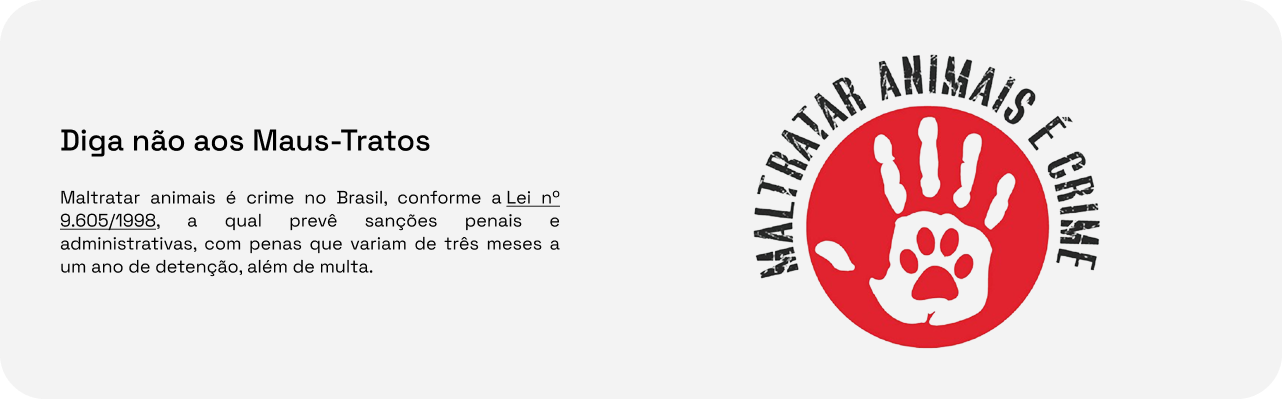 Diga não aos Maus-Tratos
Maltratar animais é crime no Brasil, conforme a Lei nº
9.605/1998, a qual prevê sanções penais e
administrativas, com penas que variam de três meses a
um ano de detenção, além de multa.
MALTRATAR ANIMAIS É CRIME